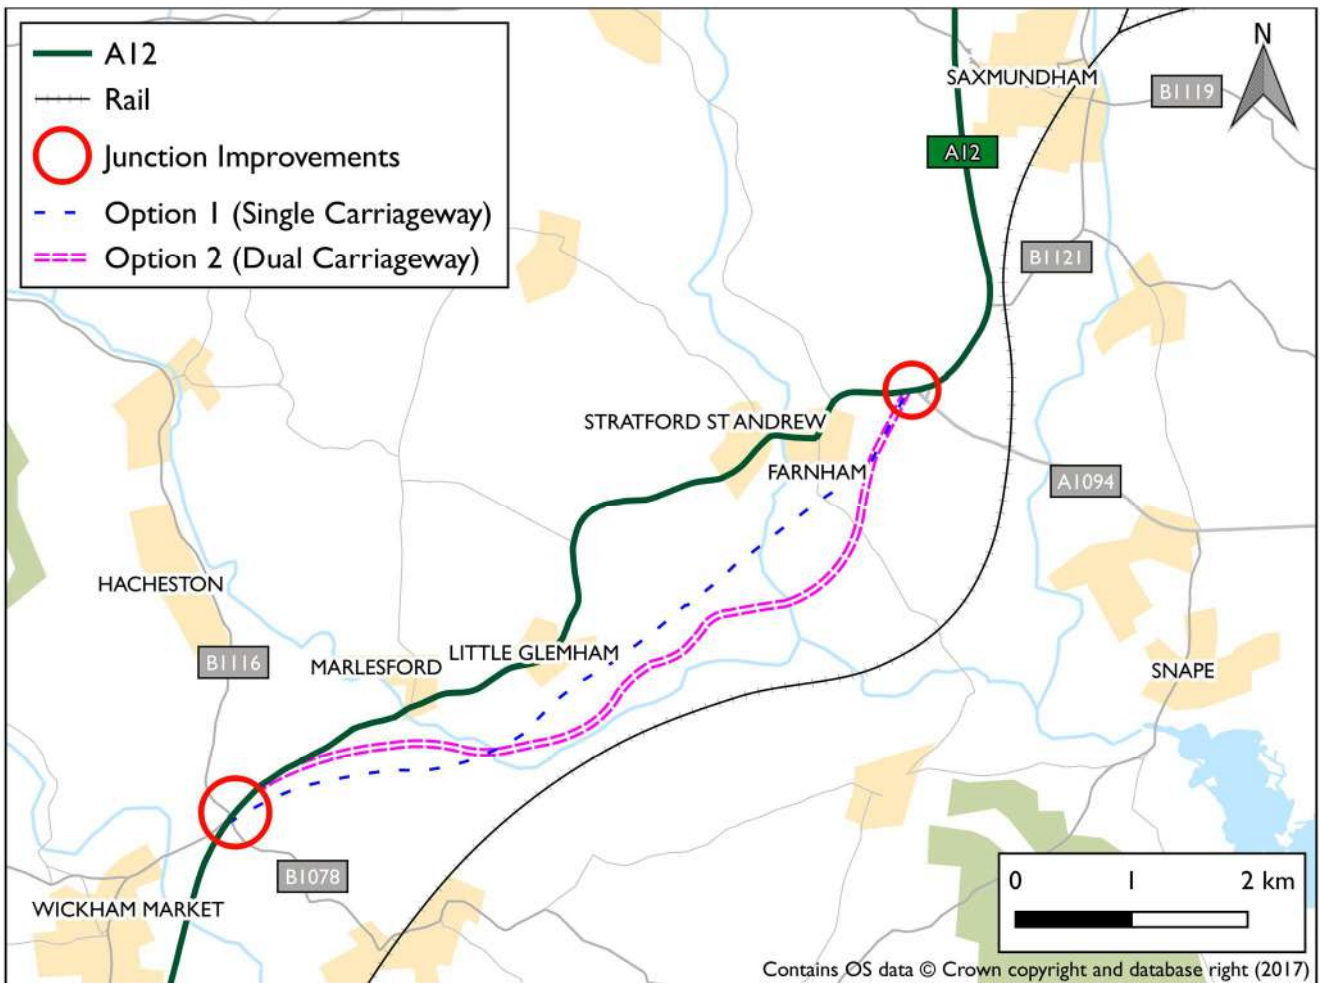 A12
Rail
Junction Improvements
Option 1 (Single Carriageway)
Option 2 (Dual Carriageway)
N
SAXMUNDHAM
B1119
A12
B1121
STRATFORD ST ANDREW
FARNHAM
A1094
HACHESTON
LITTLE GLEMHAM
MARLESFORD
B1116
SNAPE
B1078
WICKHAM MARKET
0 1 2 km
Contains OS data © Crown copyright and database right (2017)